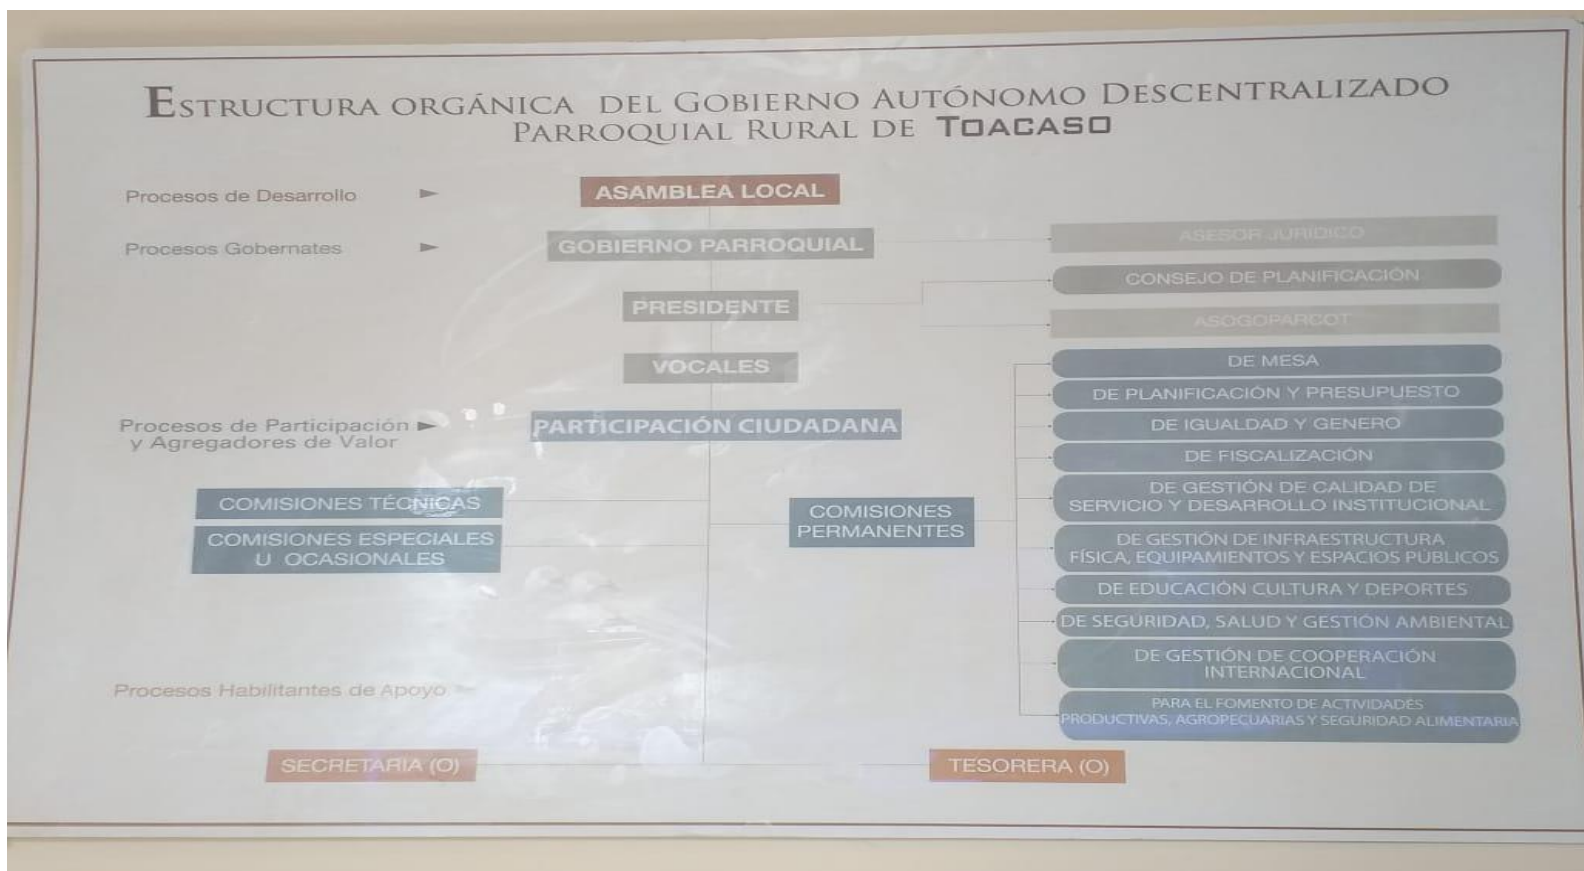 ESTRUCTURA ORGÁNICA DEL GOBIERNO AUTÓNOMO DESCENTRALIZADO
PARROQUIAL RURAL DE TOACASO
Procesos de Desarrollo
ASAMBLEA LOCAL
Procesos Gobernates
GOBIERNO PARROQUIAL
ASESOR JURÍDICO
CONSEJO DE PLANIFICACIÓN
PRESIDENTE
ASOGOPARCOT
VOCALES
DE MESA
DE PLANIFICACIÓN Y PRESUPUESTO
Procesos de Participación
y Agregadores de Valor
PARTICIPACIÓN CIUDADANA
DE IGUALDAD Y GENERO
DE FISCALIZACIÓN
COMISIONES TÉCNICAS
COMISIONES ESPECIALES
U OCASIONALES
COMISIONES
PERMANENTES
DE GESTIÓN DE CALIDAD DE
SERVICIO Y DESARROLLO INSTITUCIONAL
DE GESTIÓN DE INFRAESTRUCTURA
FÍSICA, EQUIPAMIENTOS Y ESPACIOS PÚBLICOS
DE EDUCACIÓN CULTURA Y DEPORTES
DE SEGURIDAD, SALUD Y GESTIÓN AMBIENTAL
DE GESTIÓN DE COOPERACIÓN
INTERNACIONAL
PARA EL FOMENTO DE ACTIVIDADES
PRODUCTIVAS, AGROPECUARIAS Y SEGURIDAD ALIMENTARIA
Procesos Habilitantes de Apoyo
SECRETARIA (O)
TESORERA (O)